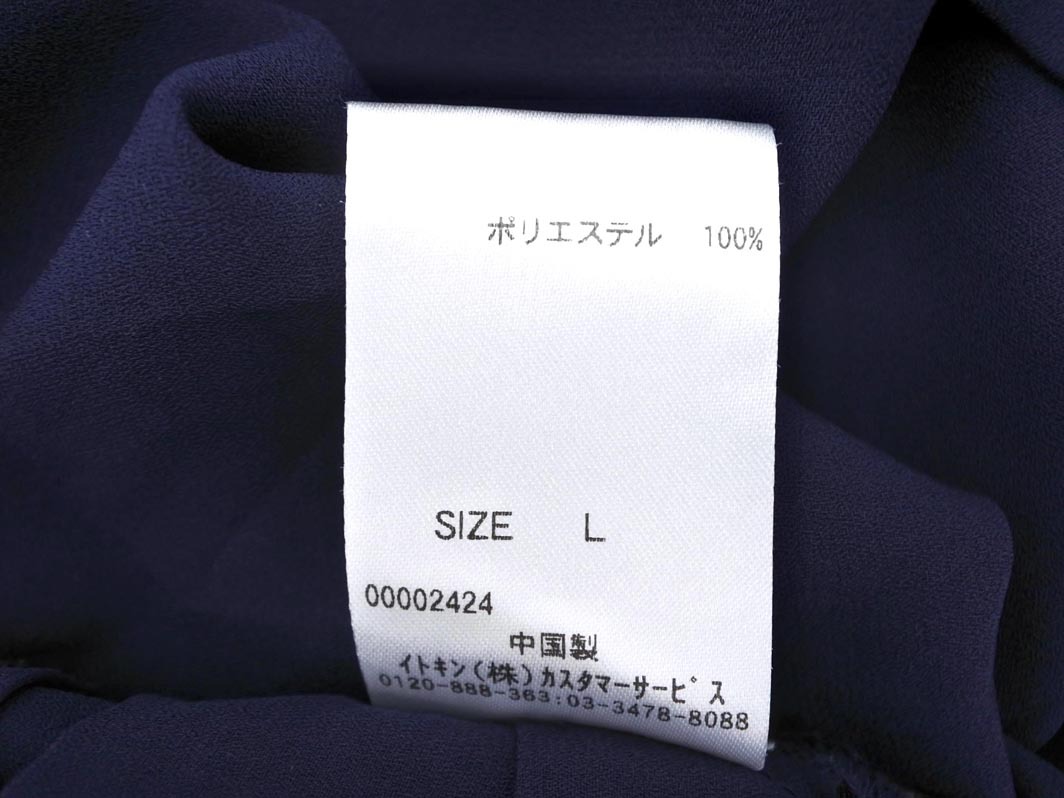 ポリエステル 100%
SIZE L
00002424
中国製
イトキン(株)カスタマーサービス
0120-888-363:03-3478-8088